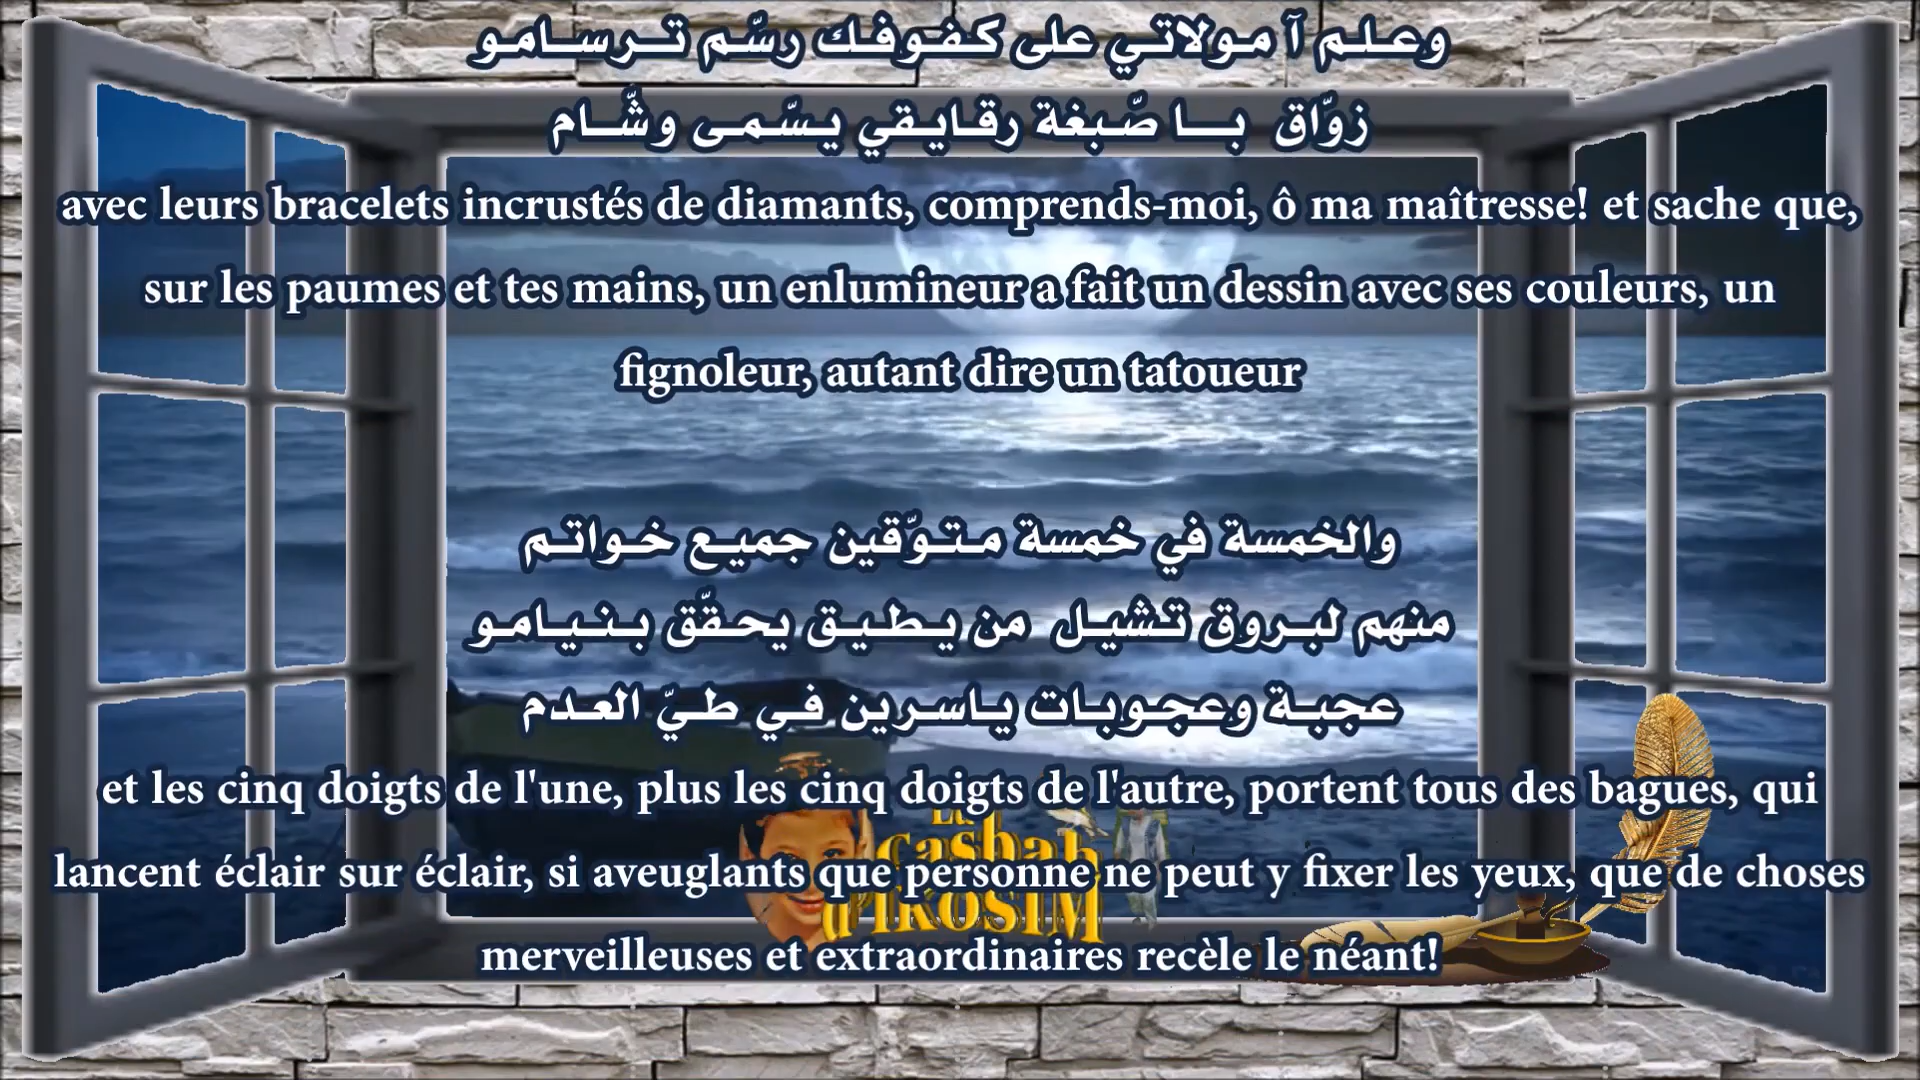 وعلم آ مولاتي على كفوفك رسّم ترسامو
زوّاق با صّبغة رقايقي يسّمى وشّام
avec leurs bracelets incrustés de diamants, comprends-moi, ô ma maîtresse! et sache que,
sur les paumes et tes mains, un enlumineur a fait un dessin avec ses couleurs, un
fignoleur, autant dire un tatoueur
والخمسة في خمسة متوّقين جميع خواتم
منهم لبروق تشيل من يطيق يحقّق بنيامو
عجبة وعجوبات ياسرين في طيّ العدم
et les cinq doigts de l'une, plus les cinq doigts de l'autre, portent tous des bagues, qui
lancent éclair sur éclair, si aveuglants que personne ne peut y fixer les yeux, que de choses
merveilleuses et extraordinaires recèle le néant!
La
Casbah
d'IKOSIM